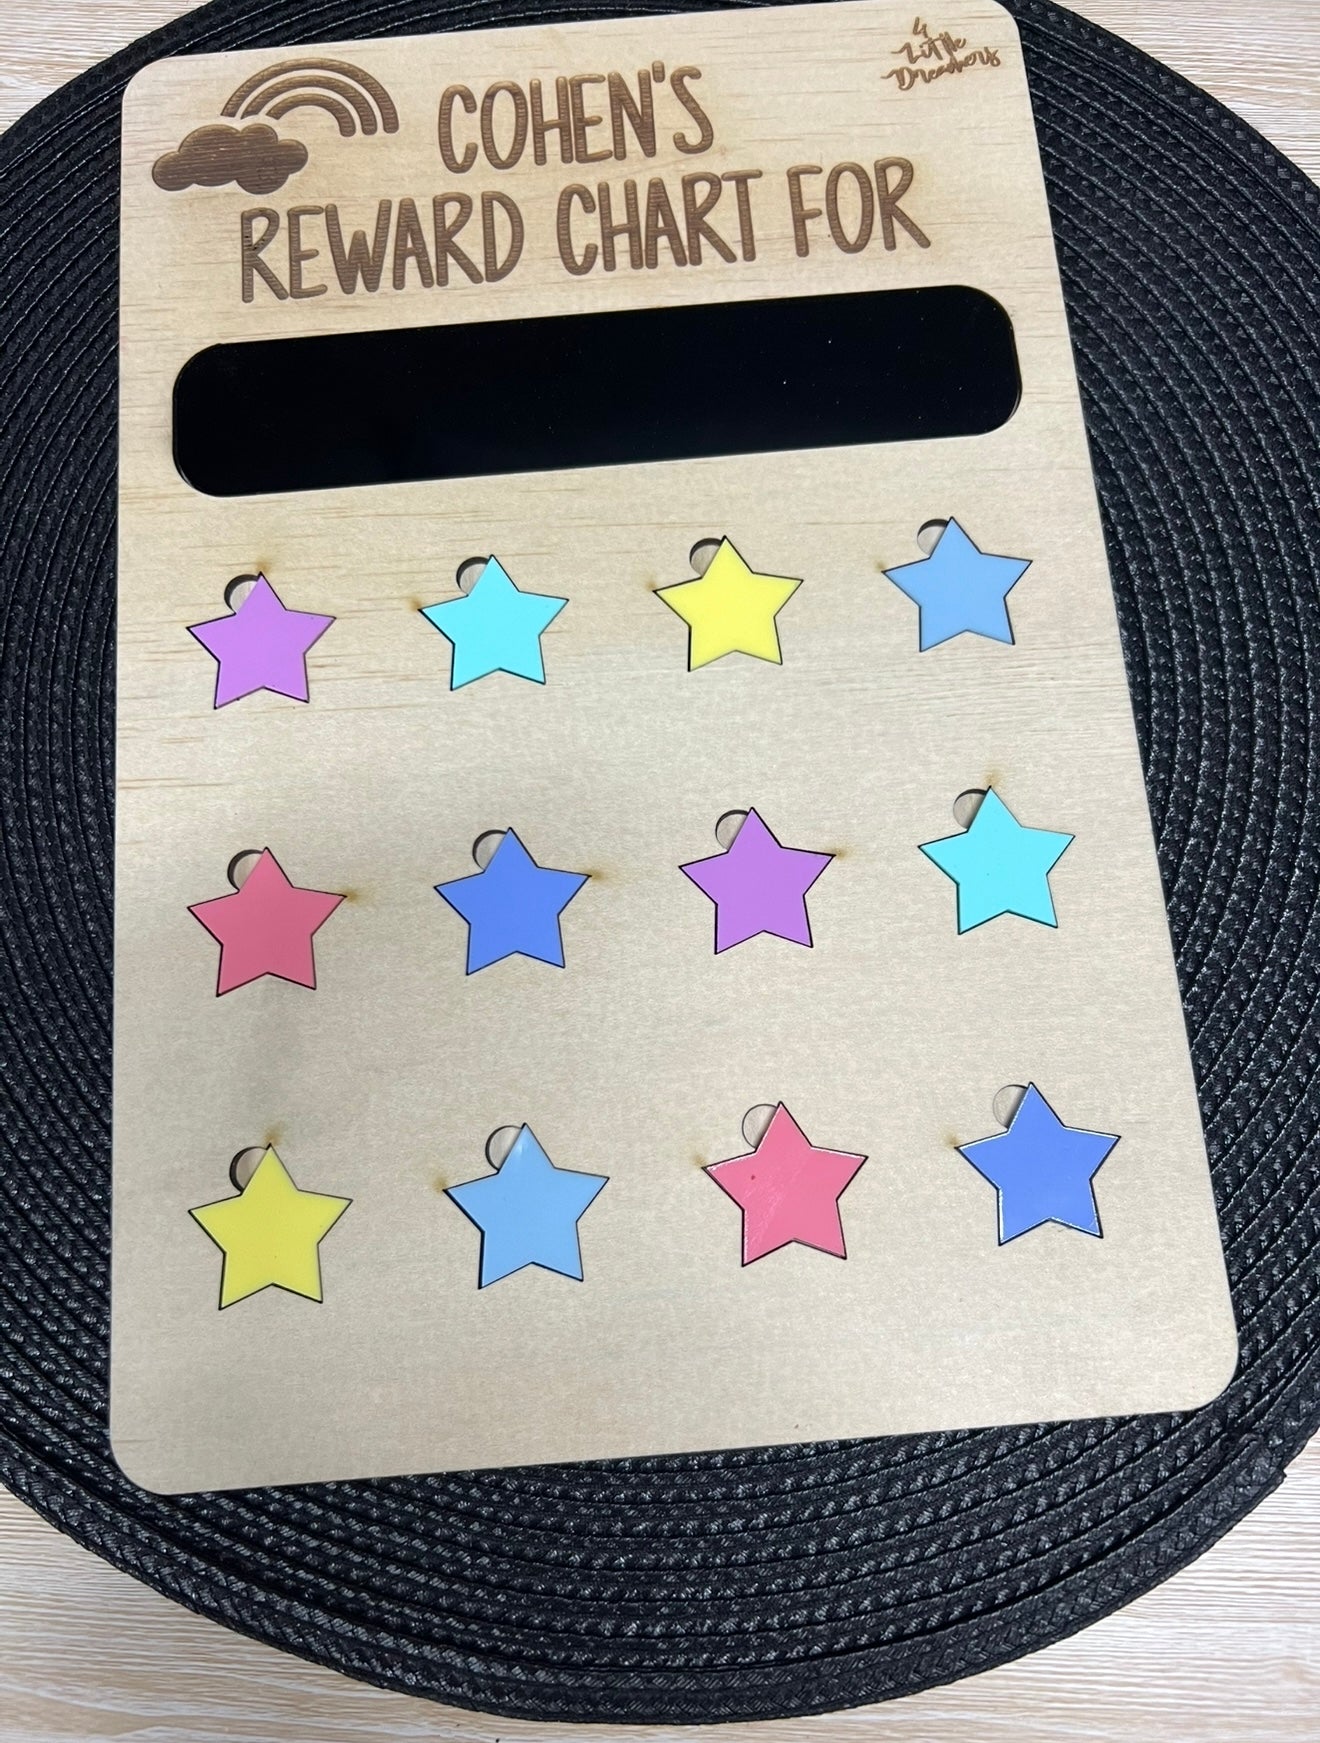 COHEN'S
REWARD CHART FOR
4
Little
Dreamers